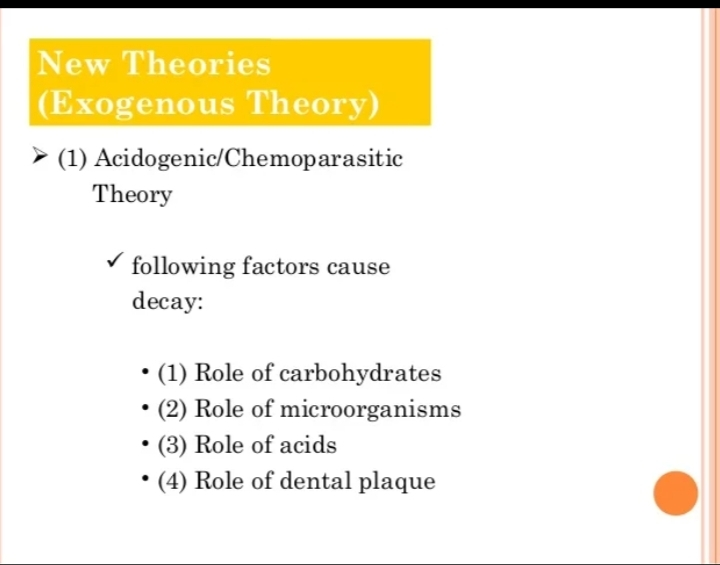 New Theories
(Exogenous Theory)
➢ (1) Acidogenic/Chemoparasitic
Theory
✓ following factors cause
decay:
• (1) Role of carbohydrates
• (2) Role of microorganisms
• (3) Role of acids
• (4) Role of dental plaque